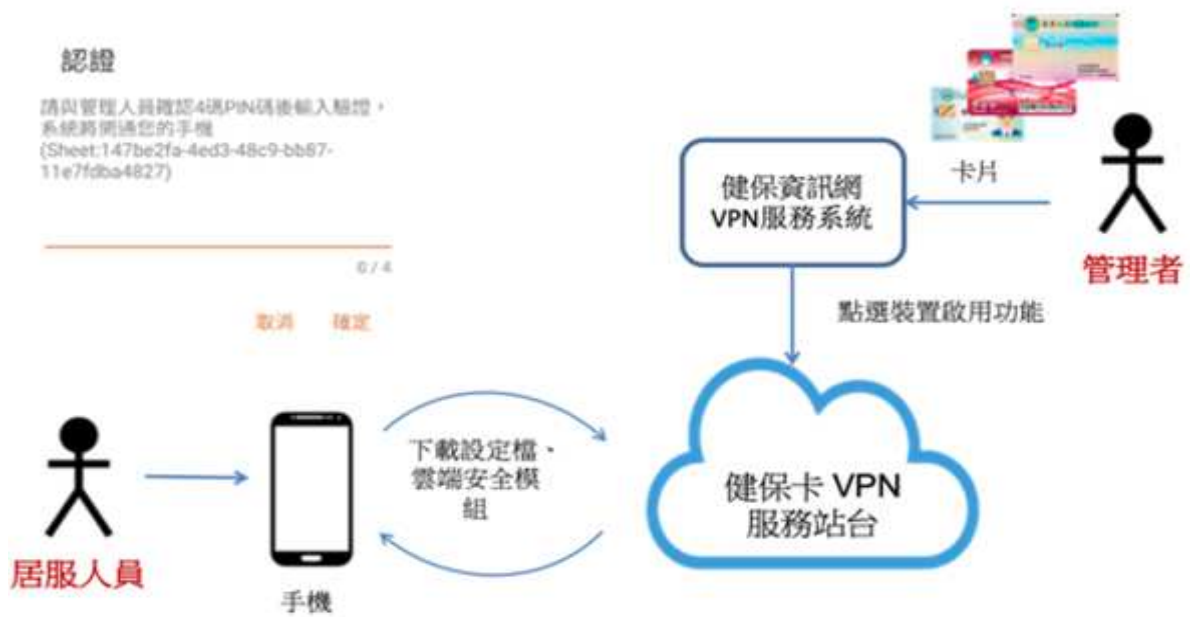 認證
請與管理人員確認4碼PIN碼後輸入驗證，
系統將開通您的手機
(Sheet:147be2fa-4ed3-48c9-bb87-
11e7fdba4827)
0 / 4
取消
確定
卡片
健保資訊網
VPN服務系統
管理者
點選裝置啟用功能
下載設定檔、
雲端安全模
組
健保卡 VPN
服務站台
居服人員
手機